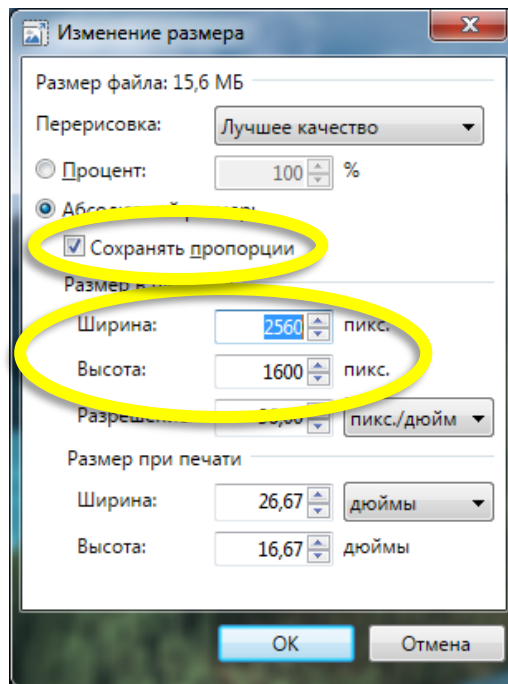 Изменение размера
Размер файла: 15,6 МБ
Перерисовка: Лучшее качество
Процент: 100 %
Сохранять пропорции
Размер в
Ширина: 2560 пикс.
Высота: 1600 пикс.
пикс./дюйм
Размер при печати
Ширина: 26,67 дюймы
Высота: 16,67 дюймы
OK Отмена